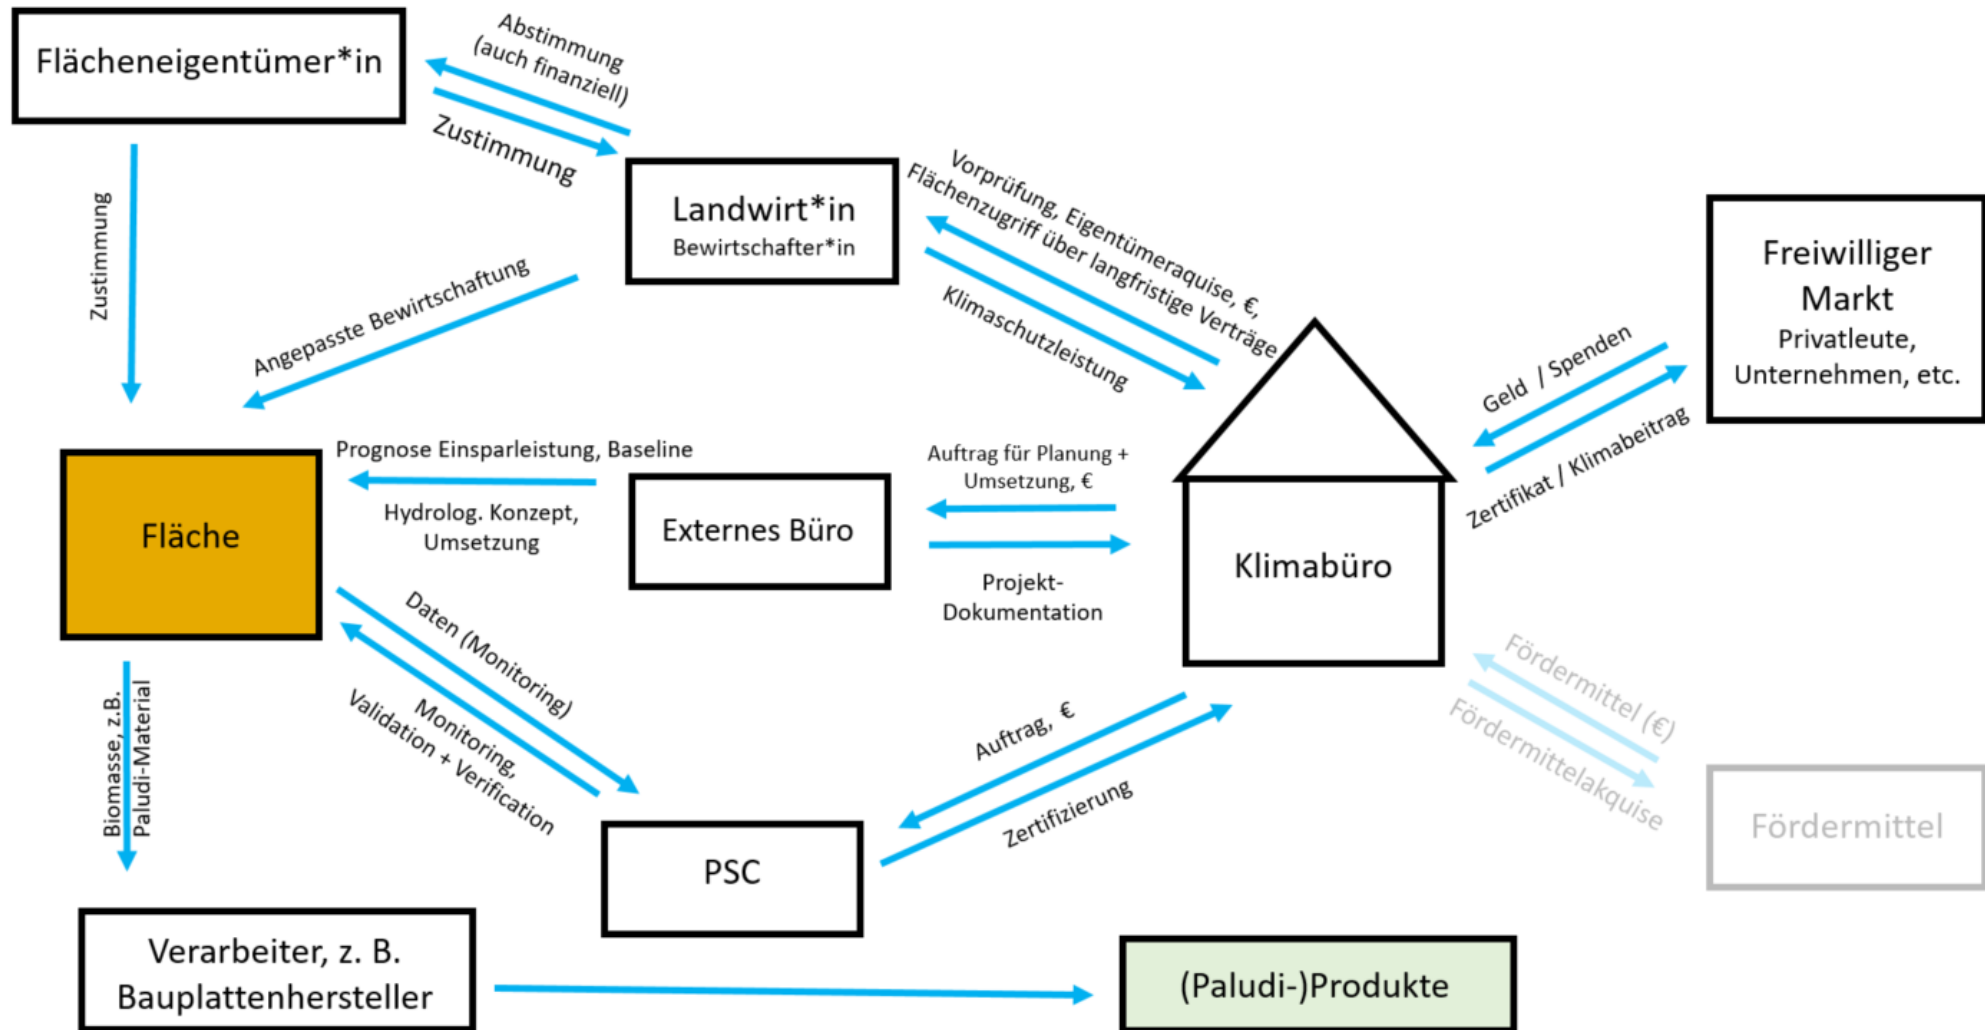 Flächeneigentümer*in
Abstimmung
(auch finanziell)
Zustimmung
Zustimmung
Landwirt*in
Bewirtschafter*in
Vorprüfung, Eigentümeraquise, €,
Flächenzugriff über langfristige Verträge
Klimaschutzleistung
Freiwilliger
Markt
Privatleute,
Unternehmen, etc.
Geld / Spenden
Zertifikat / Klimabeitrag
Angepasste Bewirtschaftung
Fläche
Prognose Einsparleistung, Baseline
Hydrolog. Konzept,
Umsetzung
Externes Büro
Auftrag für Planung +
Umsetzung, €
Projekt-
Dokumentation
Klimabüro
Daten (Monitoring)
Monitoring,
Validation + Verification
Biomasse, z.B.
Paludi-Material
Auftrag, €
Zertifizierung
Fördermittel (€)
Fördermittelakquise
Fördermittel
PSC
Verarbeiter, z. B.
Bauplattenhersteller
(Paludi-)Produkte